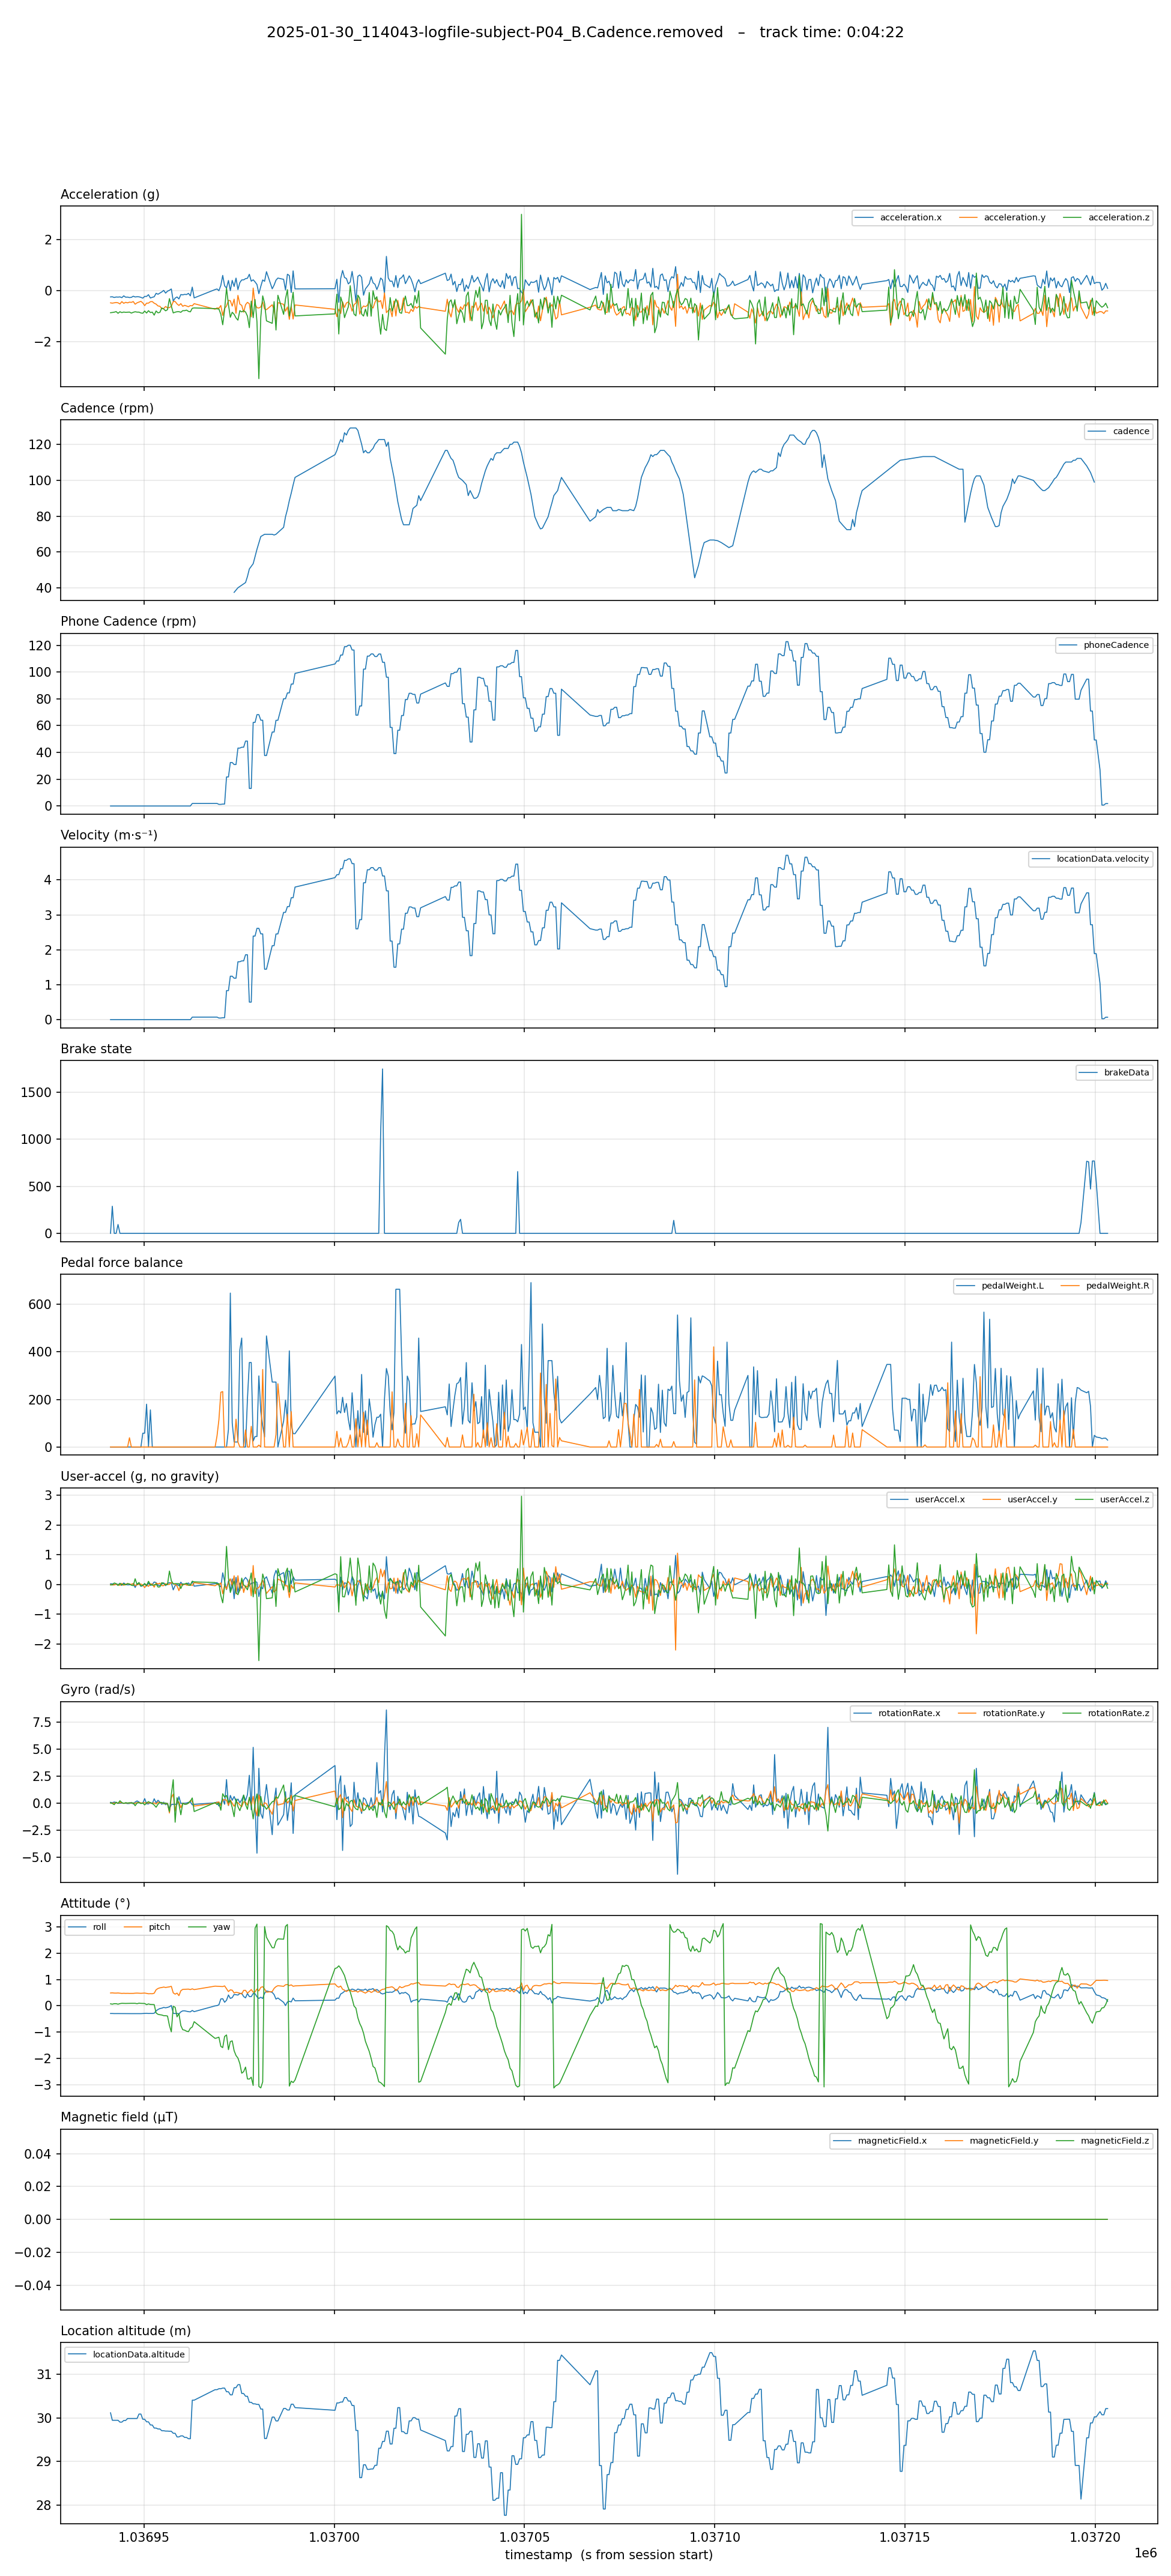 2025-01-30_114043-logfile-subject-P04_B.Cadence.removed – track time: 0:04:22
Acceleration (g)
acceleration.x acceleration.y acceleration.z
2
0
−2
Cadence (rpm)
cadence
120
100
80
60
40
Phone Cadence (rpm)
phoneCadence
120
100
80
60
40
20
0
Velocity (m·s⁻¹)
locationData.velocity
4
3
2
1
0
Brake state
brakeData
1500
1000
500
0
Pedal force balance
pedalWeight.L pedalWeight.R
600
400
200
0
User-accel (g, no gravity)
userAccel.x userAccel.y userAccel.z
3
2
1
0
−1
−2
Gyro (rad/s)
rotationRate.x rotationRate.y rotationRate.z
7.5
5.0
2.5
0.0
−2.5
−5.0
Attitude (°)
roll pitch yaw
3
2
1
0
−1
−2
−3
Magnetic field (µT)
magneticField.x magneticField.y magneticField.z
0.04
0.02
0.00
−0.02
−0.04
Location altitude (m)
locationData.altitude
31
30
29
28
1.03695 1.03700 1.03705 1.03710 1.03715 1.03720
1e6
timestamp (s from session start)